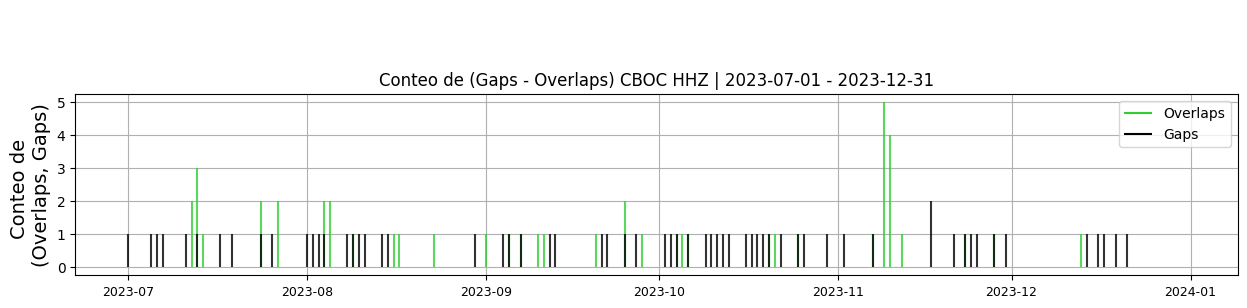 Conteo de (Gaps - Overlaps) CBOC HHZ | 2023-07-01 - 2023-12-31
Conteo de
(Overlaps, Gaps)
5
4
3
2
1
0
Overlaps
Gaps
2023-07
2023-08
2023-09
2023-10
2023-11
2023-12
2024-01